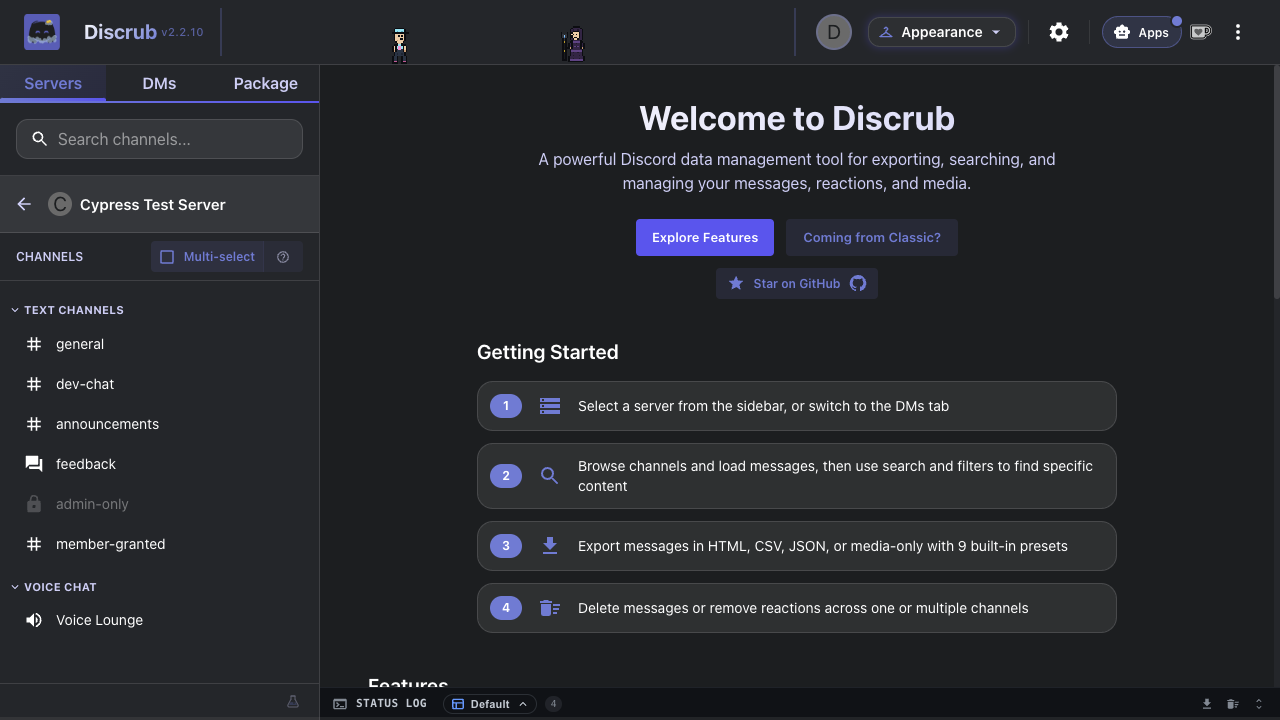 Discrub v2.2.10
D
Appearance
Apps
Servers
DMs
Package
Search channels...
C Cypress Test Server
CHANNELS
Multi-select
TEXT CHANNELS
general
dev-chat
announcements
feedback
admin-only
member-granted
VOICE CHAT
Voice Lounge
Welcome to Discrub
A powerful Discord data management tool for exporting, searching, and
managing your messages, reactions, and media.
Explore Features
Coming from Classic?
Star on GitHub
Getting Started
1 Select a server from the sidebar, or switch to the DMs tab
2 Browse channels and load messages, then use search and filters to find specific
content
3 Export messages in HTML, CSV, JSON, or media-only with 9 built-in presets
4 Delete messages or remove reactions across one or multiple channels
Features
STATUS LOG
Default
4